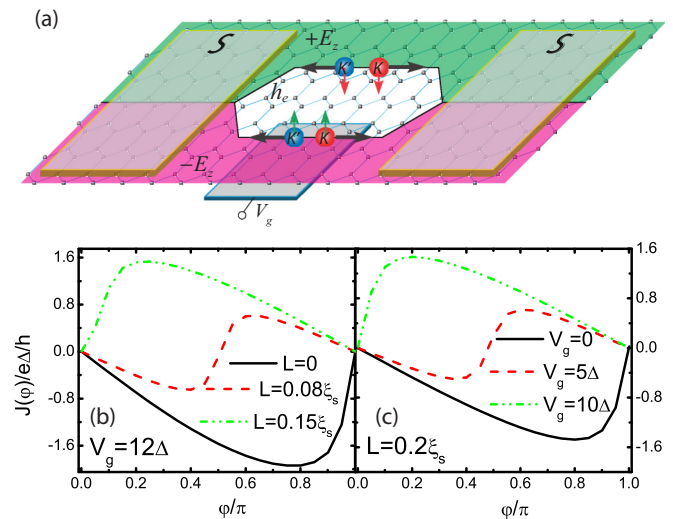 (a)
S
S
+E_z
K' K
h_e
K' K
-E_z
V_g
1.6
0.8
0.0
-0.8
-1.6
J(φ)/eΔ/h
L=0
L=0.08ξ_s
L=0.15ξ_s
(b)
V_g=12Δ
0.0 0.2 0.4 0.6 0.8
φ/π
1.6
0.8
0.0
-0.8
-1.6
V_g=0
V_g=5Δ
V_g=10Δ
(c)
L=0.2ξ_s
0.0 0.2 0.4 0.6 0.8 1.0
φ/π